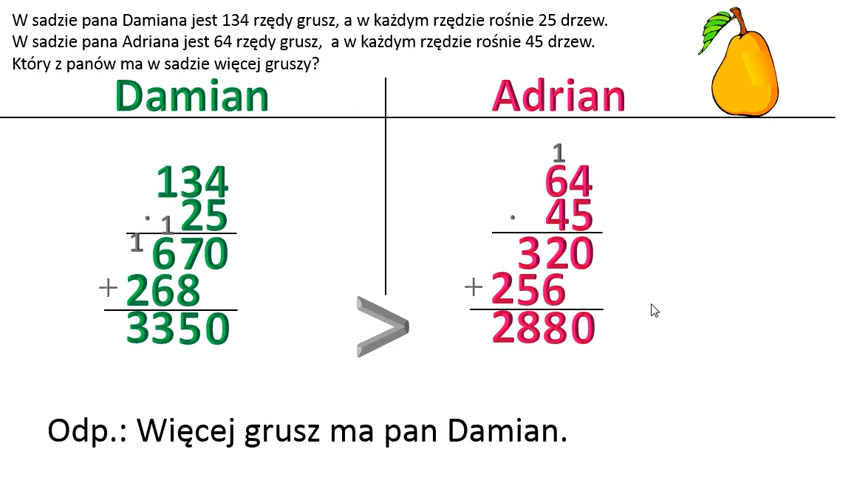 W sadzie pana Damiana jest 134 rzędy grusz, a w każdym rzędzie rośnie 25 drzew.
W sadzie pana Adriana jest 64 rzędy grusz, a w każdym rzędzie rośnie 45 drzew.
Który z panów ma w sadzie więcej gruszy?
Damian
134
· 1 25
1 670
+ 268
3350
>
Adrian
1
64
· 45
320
+ 256
2880
Odp.: Więcej grusz ma pan Damian.